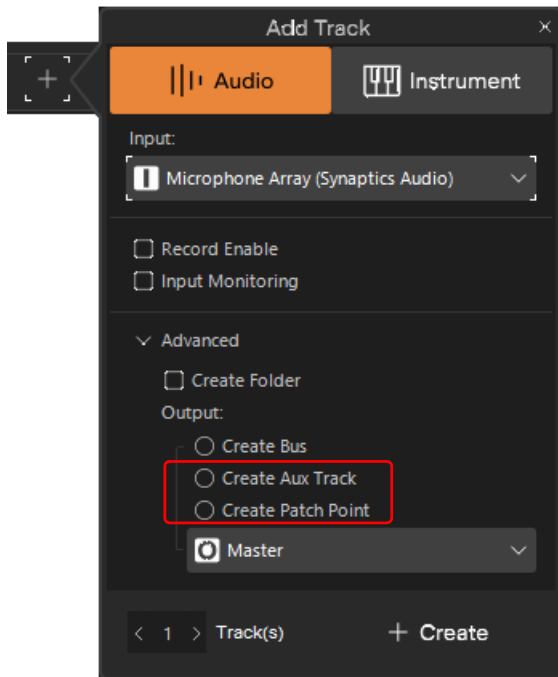 Add Track
Audio
Instrument
Input:
Microphone Array (Synaptics Audio)
Record Enable
Input Monitoring
Advanced
Create Folder
Output:
Create Bus
Create Aux Track
Create Patch Point
Master
1 Track(s)
+ Create